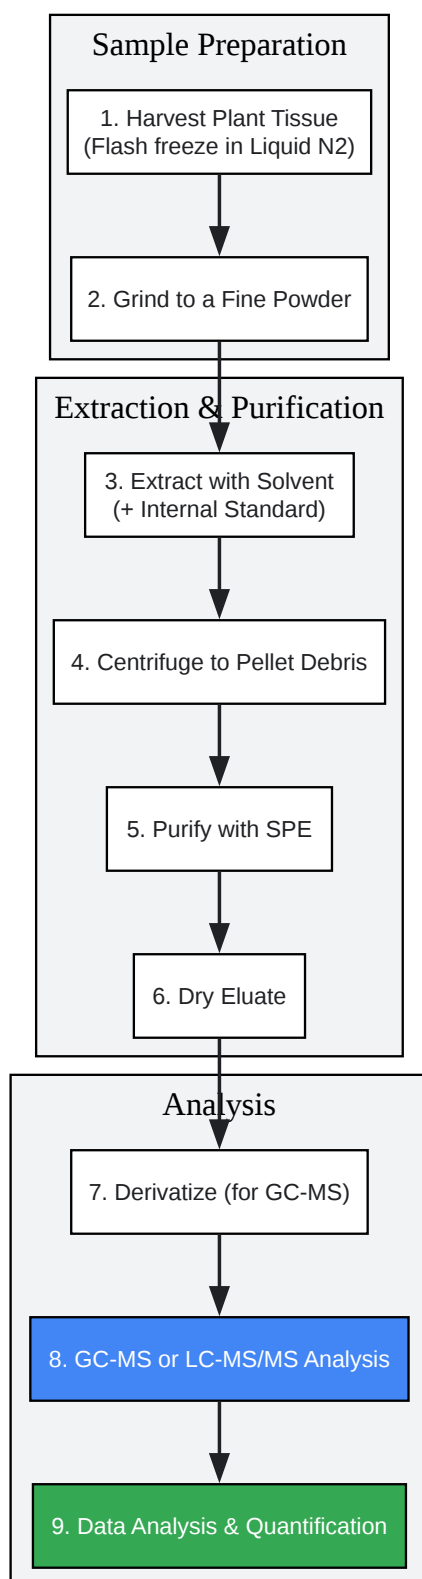 Sample Preparation
1. Harvest Plant Tissue
(Flash freeze in Liquid N2)
2. Grind to a Fine Powder
Extraction & Purification
3. Extract with Solvent
(+ Internal Standard)
4. Centrifuge to Pellet Debris
5. Purify with SPE
6. Dry Eluate
Analysis
7. Derivatize (for GC-MS)
8. GC-MS or LC-MS/MS Analysis
9. Data Analysis & Quantification